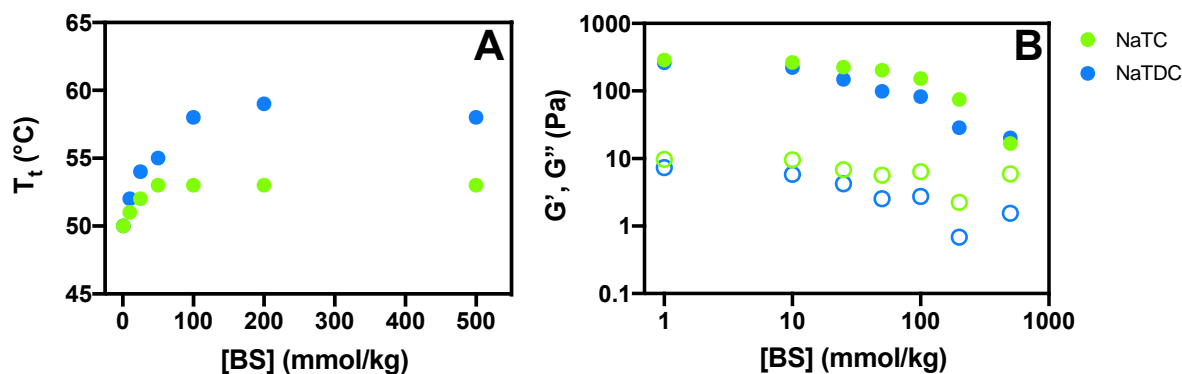 A
65
60
55
50
45
T_t (°C)
0 100 200 300 400 500
[BS] (mmol/kg)
B
1000
100
10
1
0.1
G’, G” (Pa)
1 10 100 1000
[BS] (mmol/kg)
NaTC
NaTDC